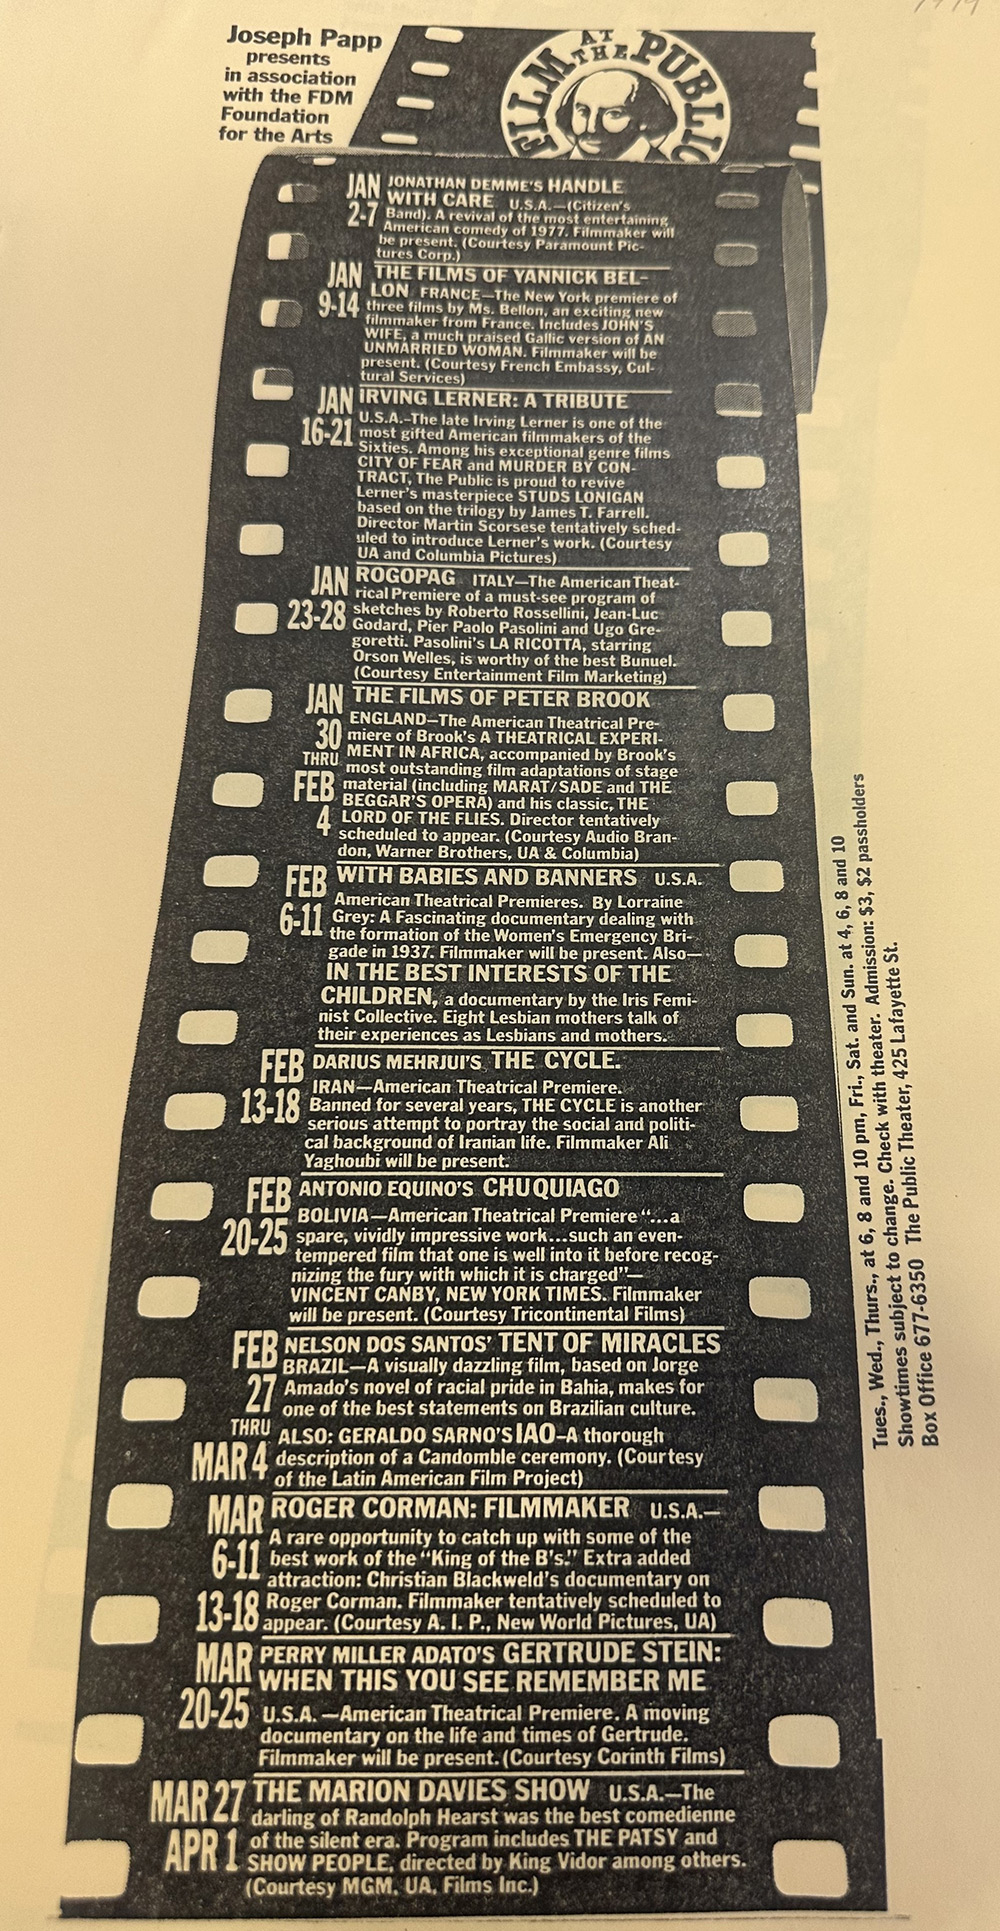 Joseph Papp
presents
in association
with the FDM
Foundation
for the Arts
FILM AT THE PUBLIC
JAN
2-7
JONATHAN DEMME'S HANDLE
WITH CARE U.S.A.—(Citizen's
Band). A revival of the most entertaining
American comedy of 1977. Filmmaker will
be present. (Courtesy Paramount Pic-
tures Corp.)
JAN
9-14
THE FILMS OF YANNICK BEL-
LON FRANCE—The New York premiere of
three films by Ms. Bellon, an exciting new
filmmaker from France. Includes JOHN'S
WIFE, a much praised Gallic version of AN
UNMARRIED WOMAN. Filmmaker will be
present. (Courtesy French Embassy, Cul-
tural Services)
JAN
16-21
IRVING LERNER: A TRIBUTE
U.S.A.-The late Irving Lerner is one of the
most gifted American filmmakers of the
Sixties. Among his exceptional genre films
CITY OF FEAR and MURDER BY CON-
TRACT, The Public is proud to revive
Lerner's masterpiece STUDS LONIGAN
based on the trilogy by James T. Farrell.
Director Martin Scorsese tentatively sched-
uled to introduce Lerner's work. (Courtesy
UA and Columbia Pictures)
JAN
23-28
ROGOPAG ITALY—The American Theat-
rical Premiere of a must-see program of
sketches by Roberto Rossellini, Jean-Luc
Godard, Pier Paolo Pasolini and Ugo Gre-
goretti. Pasolini's LA RICOTTA, starring
Orson Welles, is worthy of the best Bunuel.
(Courtesy Entertainment Film Marketing)
JAN
30
THRU
FEB
4
THE FILMS OF PETER BROOK
ENGLAND—The American Theatrical Pre-
miere of Brook's A THEATRICAL EXPERI-
MENT IN AFRICA, accompanied by Brook's
most outstanding film adaptations of stage
material (including MARAT/SADE and THE
BEGGAR'S OPERA) and his classic, THE
LORD OF THE FLIES. Director tentatively
scheduled to appear. (Courtesy Audio Bran-
don, Warner Brothers, UA & Columbia)
FEB
6-11
WITH BABIES AND BANNERS U.S.A.
American Theatrical Premieres. By Lorraine
Grey: A Fascinating documentary dealing with
the formation of the Women's Emergency Bri-
gade in 1937. Filmmaker will be present. Also—
IN THE BEST INTERESTS OF THE
CHILDREN, a documentary by the Iris Femi-
nist Collective. Eight Lesbian mothers talk of
their experiences as Lesbians and mothers.
FEB
13-18
DARIUS MEHRJUI'S THE CYCLE.
IRAN—American Theatrical Premiere.
Banned for several years, THE CYCLE is another
serious attempt to portray the social and politi-
cal background of Iranian life. Filmmaker Ali
Yaghoubi will be present.
FEB
20-25
ANTONIO EQUINO'S CHUQUIAGO
BOLIVIA—American Theatrical Premiere "...a
spare, vividly impressive work...such an even-
tempered film that one is well into it before recog-
nizing the fury with which it is charged"—
VINCENT CANBY, NEW YORK TIMES. Filmmaker
will be present. (Courtesy Tricontinental Films)
FEB
27
THRU
MAR 4
NELSON DOS SANTOS' TENT OF MIRACLES
BRAZIL—A visually dazzling film, based on Jorge
Amado's novel of racial pride in Bahia, makes for
one of the best statements on Brazilian culture.
ALSO: GERALDO SARNO'S IAO-A thorough
description of a Candomble ceremony. (Courtesy
of the Latin American Film Project)
MAR
6-11
13-18
ROGER CORMAN: FILMMAKER U.S.A.—
A rare opportunity to catch up with some of the
best work of the "King of the B's." Extra added
attraction: Christian Blackweld's documentary on
Roger Corman. Filmmaker tentatively scheduled to
appear. (Courtesy A. I. P., New World Pictures, UA)
MAR
20-25
PERRY MILLER ADATO'S GERTRUDE STEIN:
WHEN THIS YOU SEE REMEMBER ME
U.S.A. —American Theatrical Premiere. A moving
documentary on the life and times of Gertrude.
Filmmaker will be present. (Courtesy Corinth Films)
MAR 27
APR 1
THE MARION DAVIES SHOW U.S.A.—The
darling of Randolph Hearst was the best comedienne
of the silent era. Program includes THE PATSY and
SHOW PEOPLE, directed by King Vidor among others.
(Courtesy MGM, UA, Films Inc.)
Tues., Wed., Thurs., at 6, 8 and 10 pm, Fri., Sat. and Sun. at 4, 6, 8 and 10
Showtimes subject to change. Check with theater. Admission: $3, $2 passholders
Box Office 677-6350 The Public Theater, 425 Lafayette St.